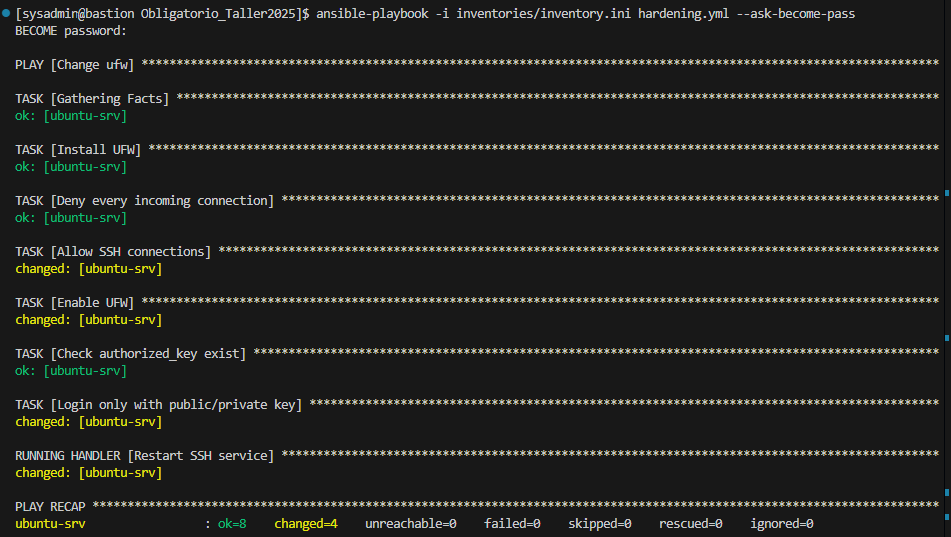 [sysadmin@bastion Obligatorio_Taller2025]$ ansible-playbook -i inventories/inventory.ini hardening.yml --ask-become-pass
BECOME password:
PLAY [Change ufw] ******************************************************************************************************************
TASK [Gathering Facts] *************************************************************************************************************
ok: [ubuntu-srv]
TASK [Install UFW] *****************************************************************************************************************
ok: [ubuntu-srv]
TASK [Deny every incoming connection] **********************************************************************************************
ok: [ubuntu-srv]
TASK [Allow SSH connections] *******************************************************************************************************
changed: [ubuntu-srv]
TASK [Enable UFW] ******************************************************************************************************************
changed: [ubuntu-srv]
TASK [Check authorized_key exist] **************************************************************************************************
ok: [ubuntu-srv]
TASK [Login only with public/private key] ******************************************************************************************
changed: [ubuntu-srv]
RUNNING HANDLER [Restart SSH service] **********************************************************************************************
changed: [ubuntu-srv]
PLAY RECAP *************************************************************************************************************************
ubuntu-srv                 : ok=8    changed=4    unreachable=0    failed=0    skipped=0    rescued=0    ignored=0